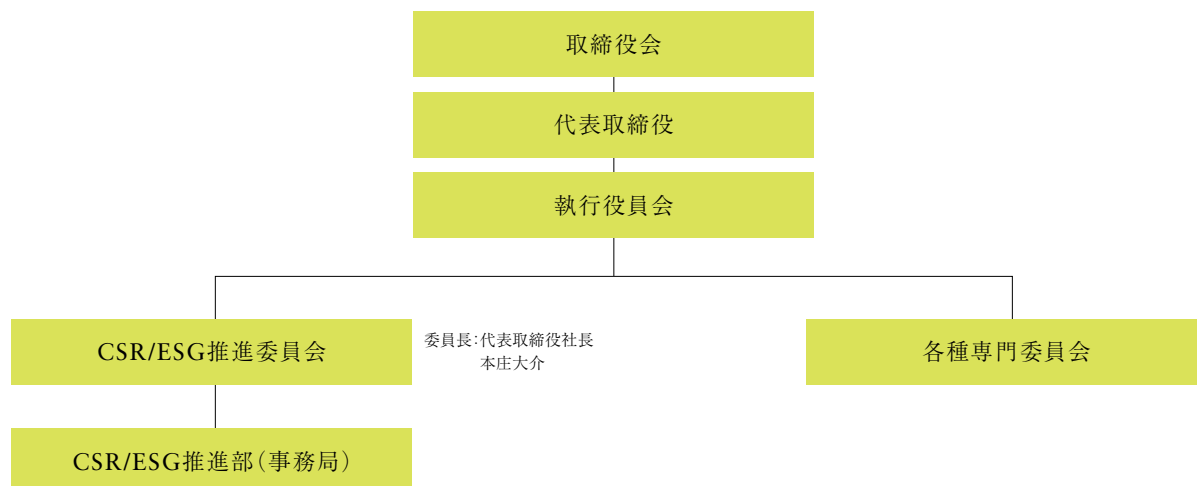 取締役会
代表取締役
執行役員会
CSR/ESG推進委員会
委員長:代表取締役社長
本庄大介
各種専門委員会
CSR/ESG推進部(事務局)